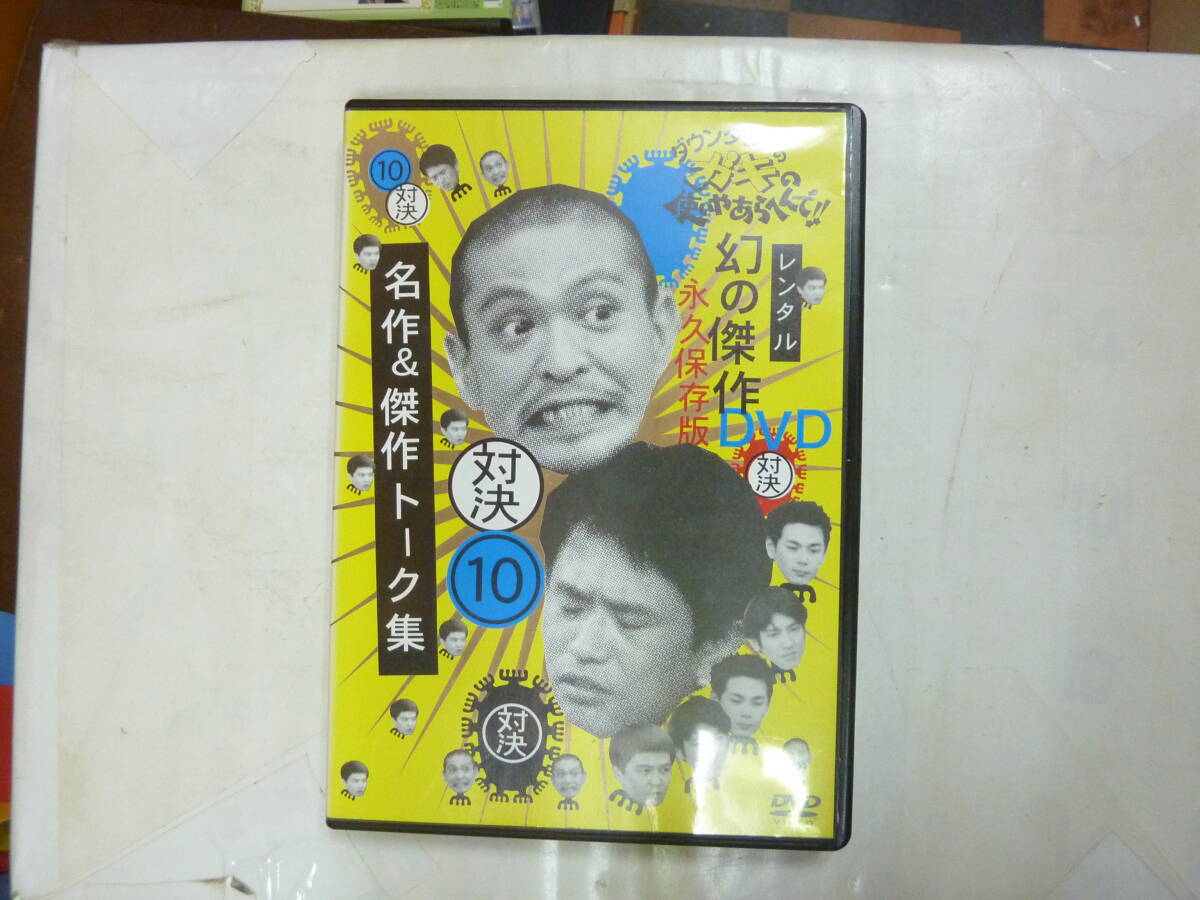 ダウンタウンの
ガキの
使いやあらへんで!!
レンタル
幻の傑作
DVD
永久保存版
10
対決
名作&傑作トーク集
対決
10
対決
対決
DVD
VIDEO